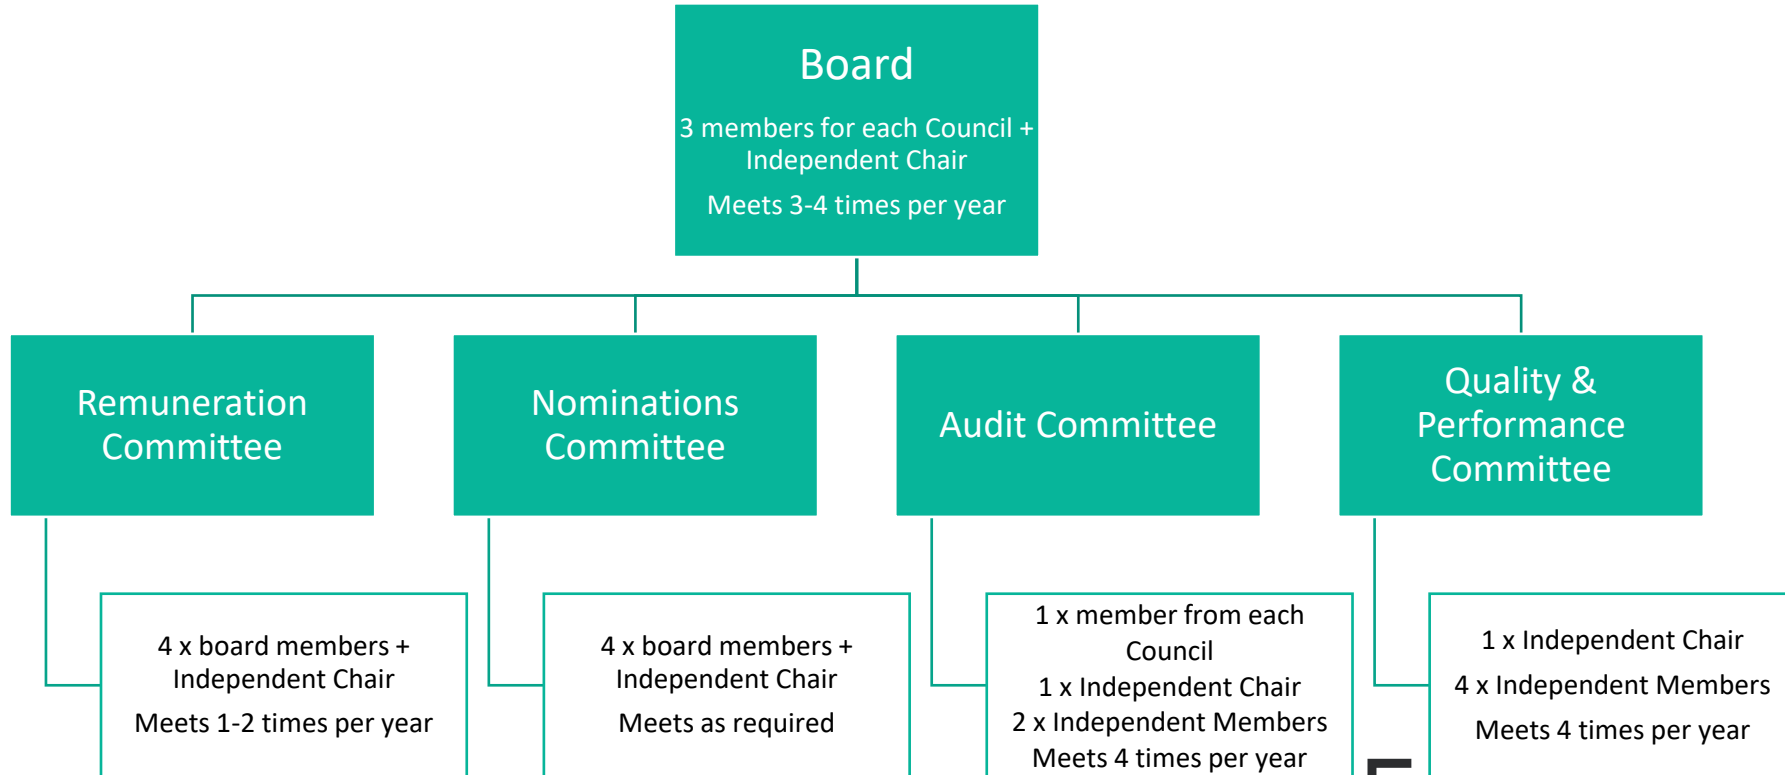 Board
3 members for each Council +
Independent Chair
Meets 3-4 times per year
Remuneration
Committee
Nominations
Committee
Audit Committee
Quality &
Performance
Committee
4 x board members +
Independent Chair
Meets 1-2 times per year
4 x board members +
Independent Chair
Meets as required
1 x member from each
Council
1 x Independent Chair
2 x Independent Members
Meets 4 times per year
1 x Independent Chair
4 x Independent Members
Meets 4 times per year